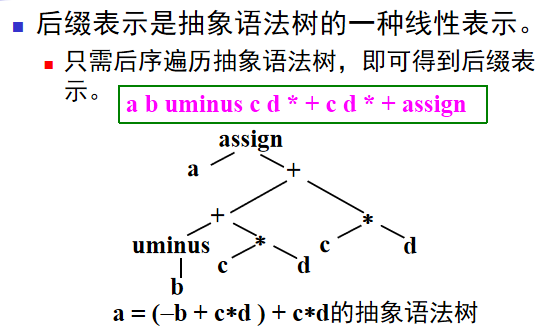 后缀表示是抽象语法树的一种线性表示。
只需后序遍历抽象语法树，即可得到后缀表
示。
a b uminus c d * + c d * + assign
assign
a +
+ *
uminus * c d
c d
b
a = (–b + c*d ) + c*d的抽象语法树